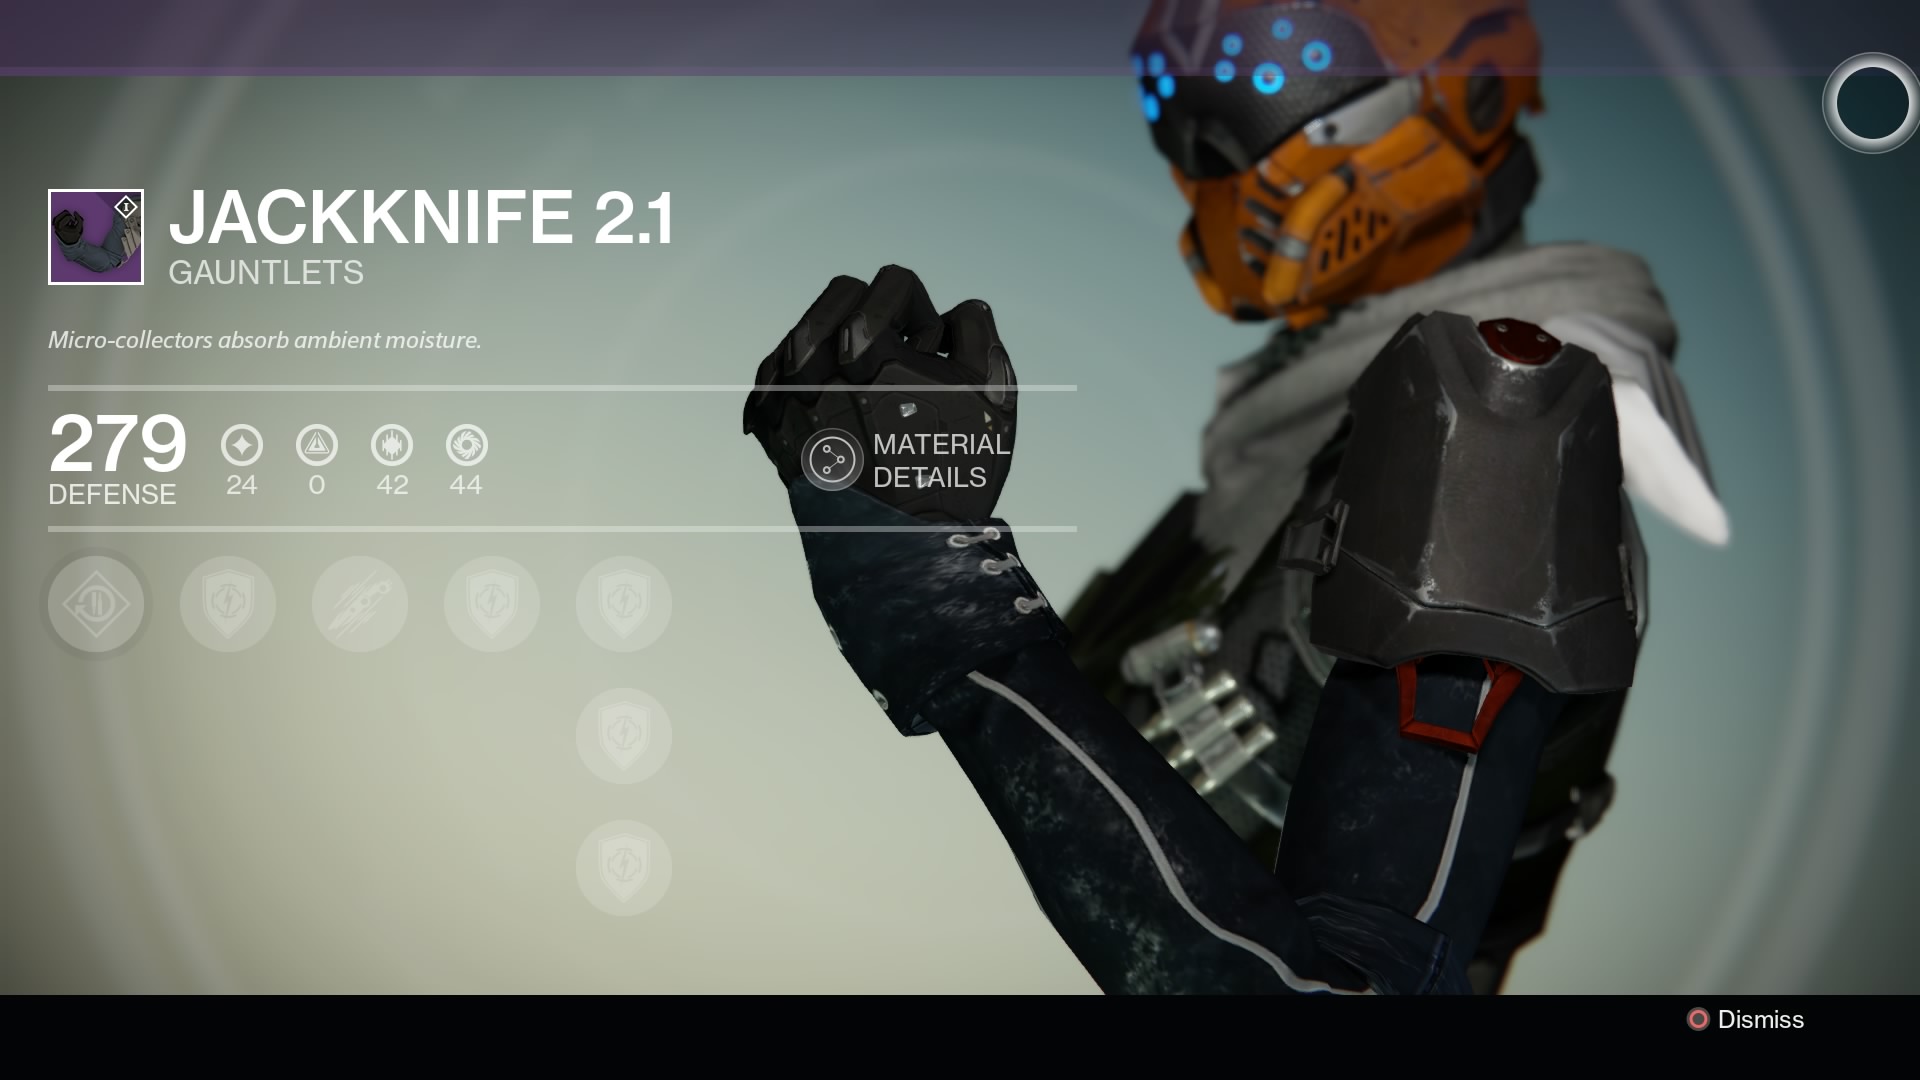 JACKKNIFE 2.1
GAUNTLETS
Micro-collectors absorb ambient moisture.
279
DEFENSE
24 0 42 44
MATERIAL
DETAILS
Dismiss